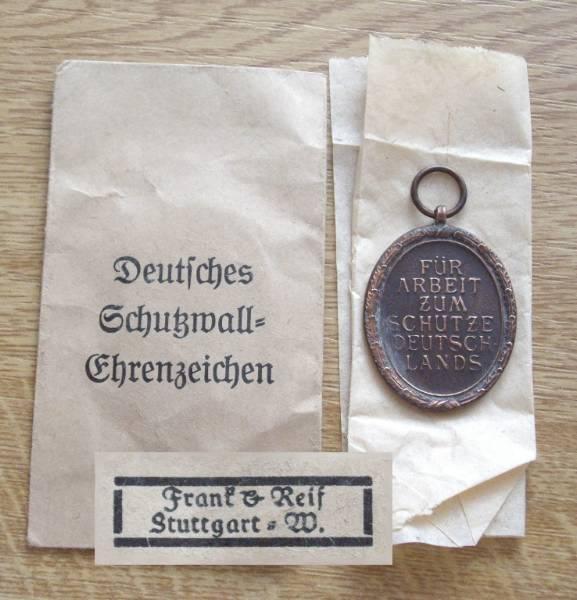 Deutſches
Schutzwall-
Ehrenzeichen
FÜR
ARBEIT
ZUM
SCHUTZE
DEUTSCH-
LANDS
Frank & Reif
Stuttgart-W.